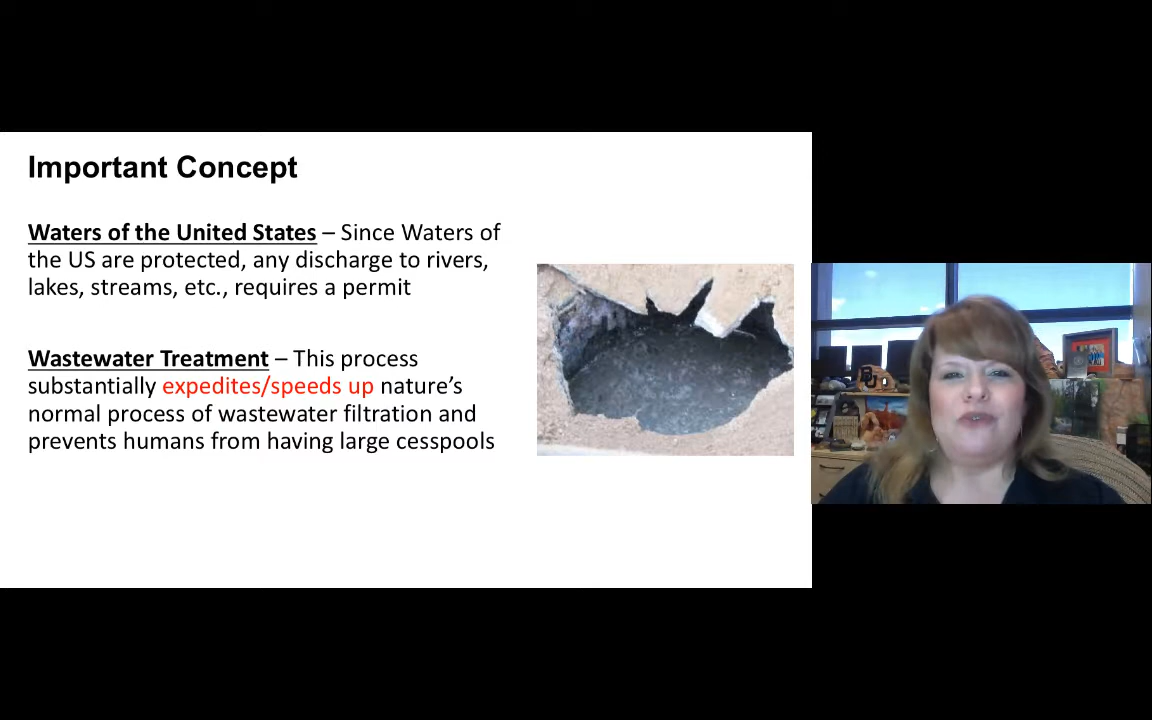 Important Concept
Waters of the United States – Since Waters of
the US are protected, any discharge to rivers,
lakes, streams, etc., requires a permit
Wastewater Treatment – This process
substantially expedites/speeds up nature’s
normal process of wastewater filtration and
prevents humans from having large cesspools